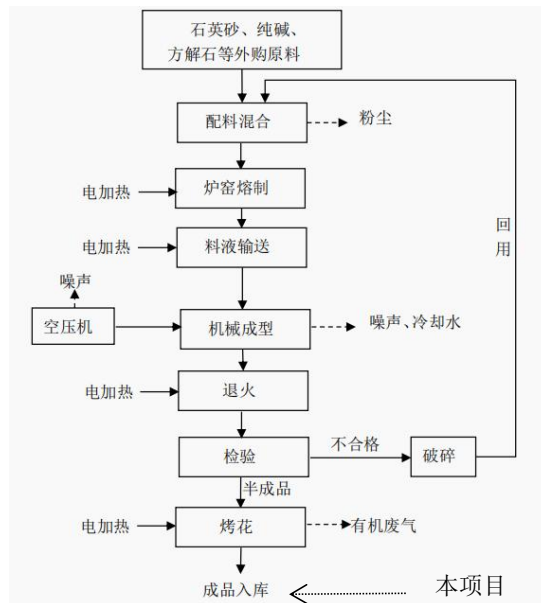 石英砂、纯碱、
方解石等外购原料
配料混合
粉尘
电加热
炉窑熔制
回用
电加热
料液输送
噪声
空压机
机械成型
噪声、冷却水
电加热
退火
检验
不合格
破碎
半成品
电加热
烤花
有机废气
成品入库
本项目